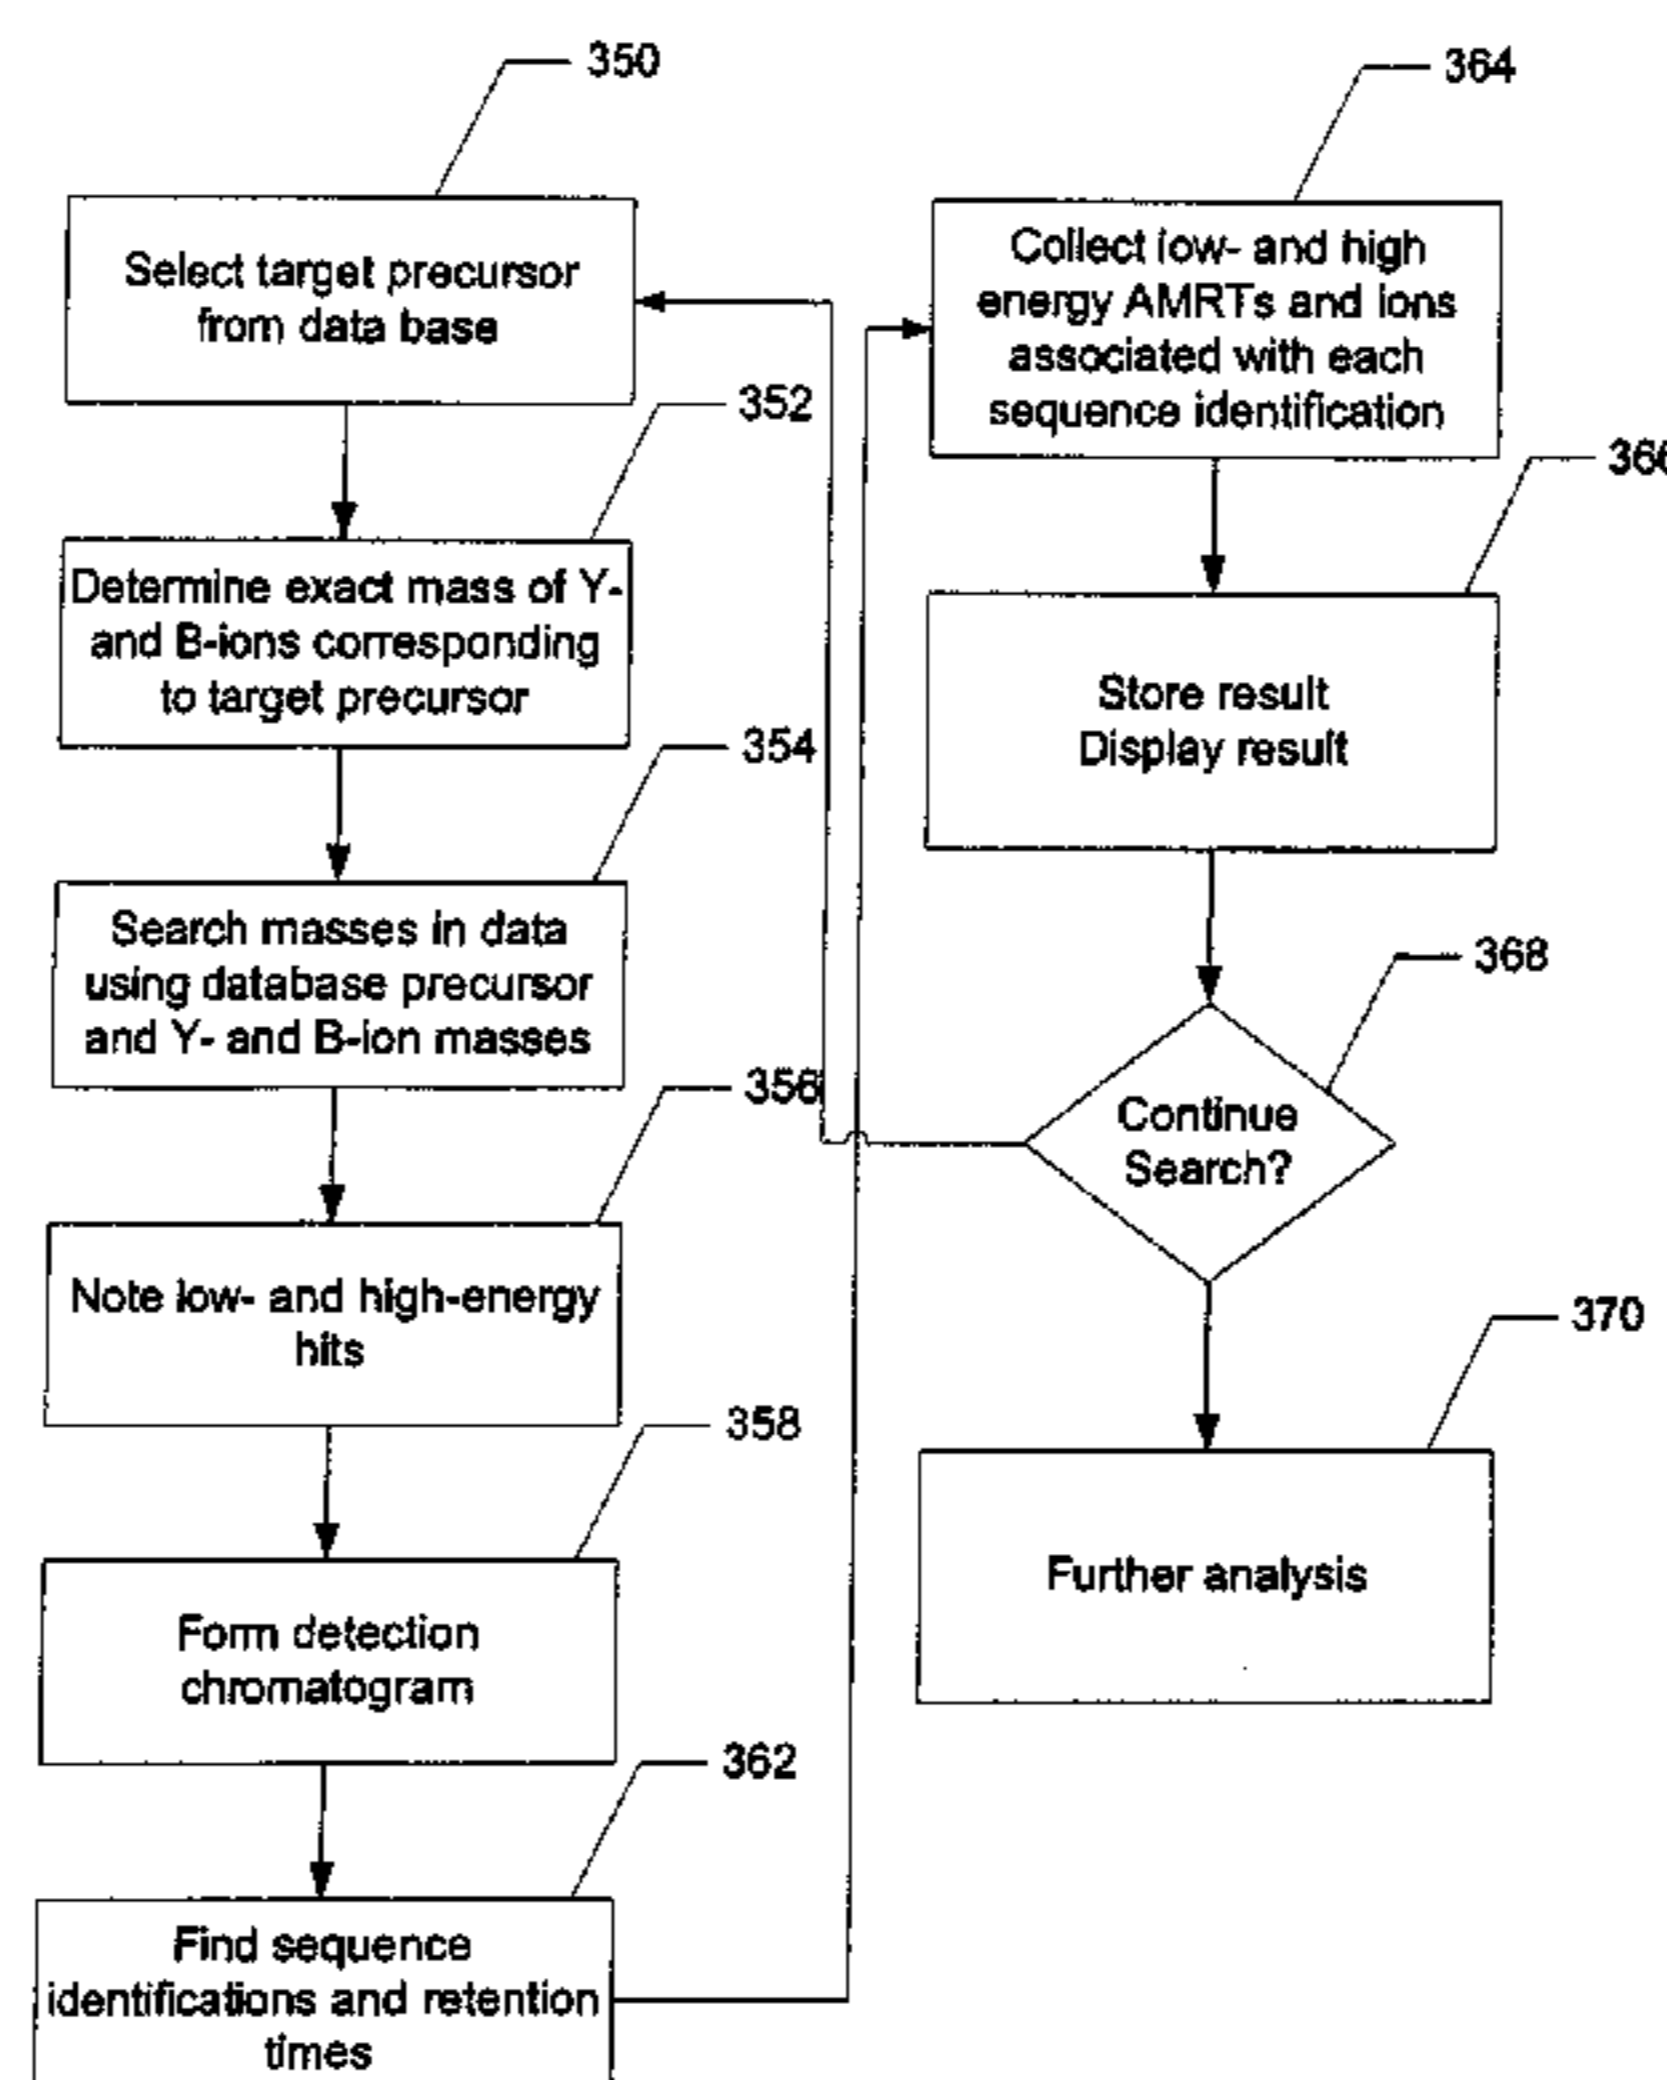 350
Select target precursor
from data base
352
Determine exact mass of Y-
and B-ions corresponding
to target precursor
354
Search masses in data
using database precursor
and Y- and B-ion masses
356
Note low- and high-energy
hits
358
Form detection
chromatogram
362
Find sequence
identifications and retention
times
364
Collect low- and high
energy AMRTs and ions
associated with each
sequence identification
366
Store result
Display result
368
Continue
Search?
370
Further analysis